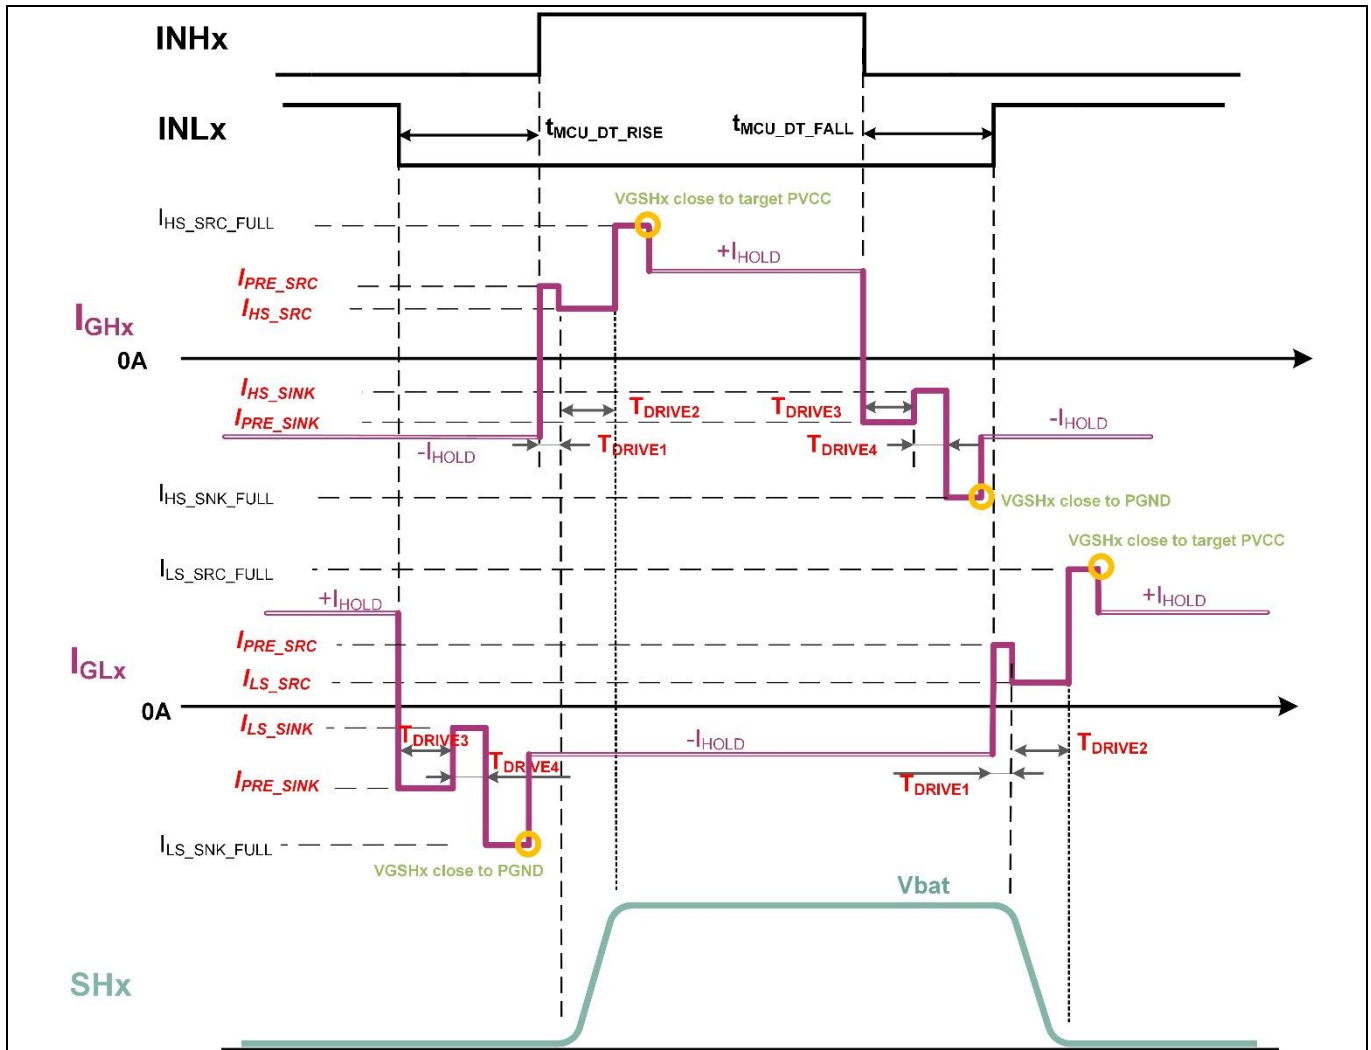 INHx
INLx
tMCU_DT_RISE
tMCU_DT_FALL
VGSHx close to target PVCC
IHS_SRC_FULL
+IHOLD
IPRE_SRC
IHS_SRC
IGHx
0A
IHS_SINK
IPRE_SINK
TDRIVE2
TDRIVE3
-IHOLD
-IHOLD
TDRIVE1
TDRIVE4
IHS_SNK_FULL
VGSHx close to PGND
VGSHx close to target PVCC
ILS_SRC_FULL
+IHOLD
+IHOLD
IPRE_SRC
IGLx
ILS_SRC
0A
ILS_SINK
TDRIVE3
-IHOLD
TDRIVE2
TDRIVE4
IPRE_SINK
TDRIVE1
ILS_SNK_FULL
VGSHx close to PGND
Vbat
SHx